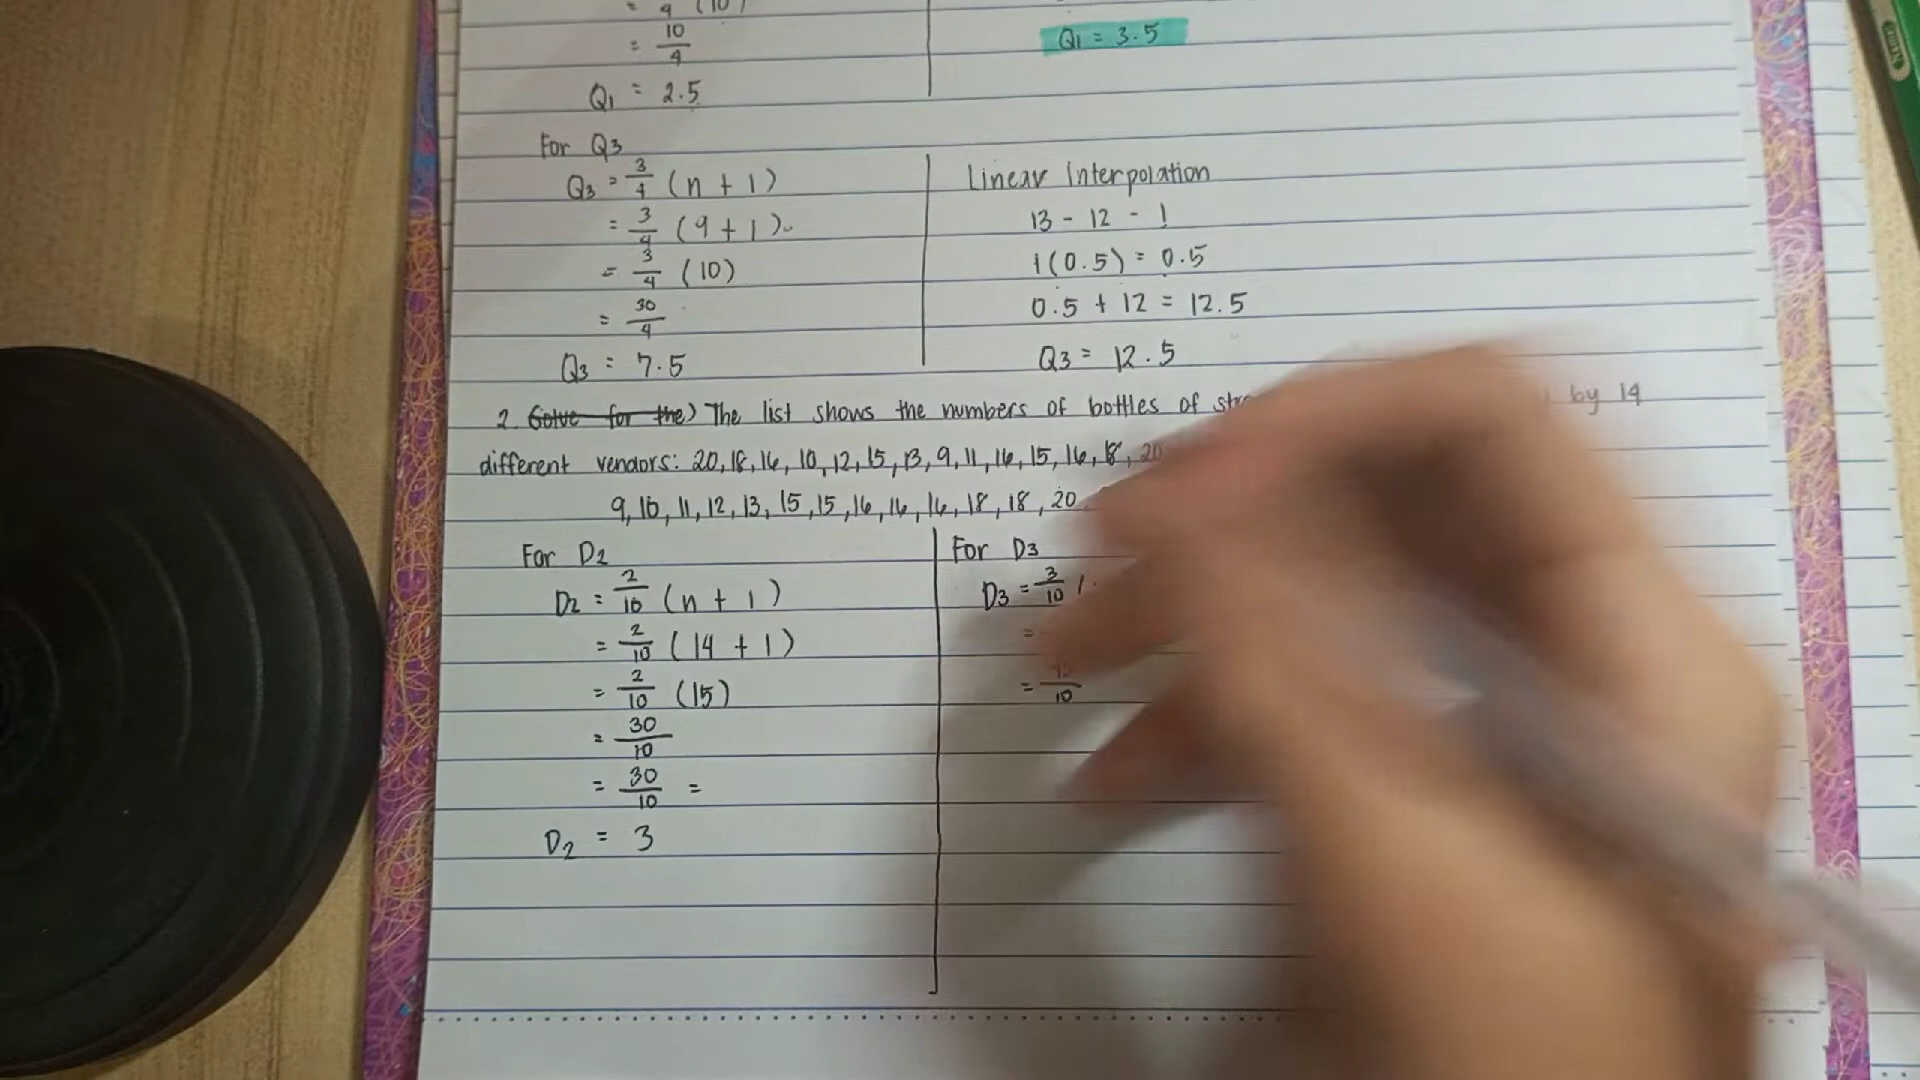 = 9 (10)
= 10/4
Q1 = 2.5
Q1 = 3.5
For Q3
Q3 = 3/4 (n + 1)
= 3/4 (9 + 1)
= 3/4 (10)
= 30/4
Q3 = 7.5
Linear Interpolation
13 - 12 - 1
1(0.5) = 0.5
0.5 + 12 = 12.5
Q3 = 12.5
2. Solve for the) The list shows the numbers of bottles of by 14
different vendors: 20, 18, 16, 10, 12, 15, 13, 9, 11, 16, 15, 16, 18, 20
9, 10, 11, 12, 13, 15, 15, 16, 16, 16, 18, 18, 20
For D2
D2 = 2/10 (n + 1)
= 2/10 (14 + 1)
= 2/10 (15)
= 30/10
= 30/10 =
D2 = 3
For D3
D3 = 3/10 (
=
= /10